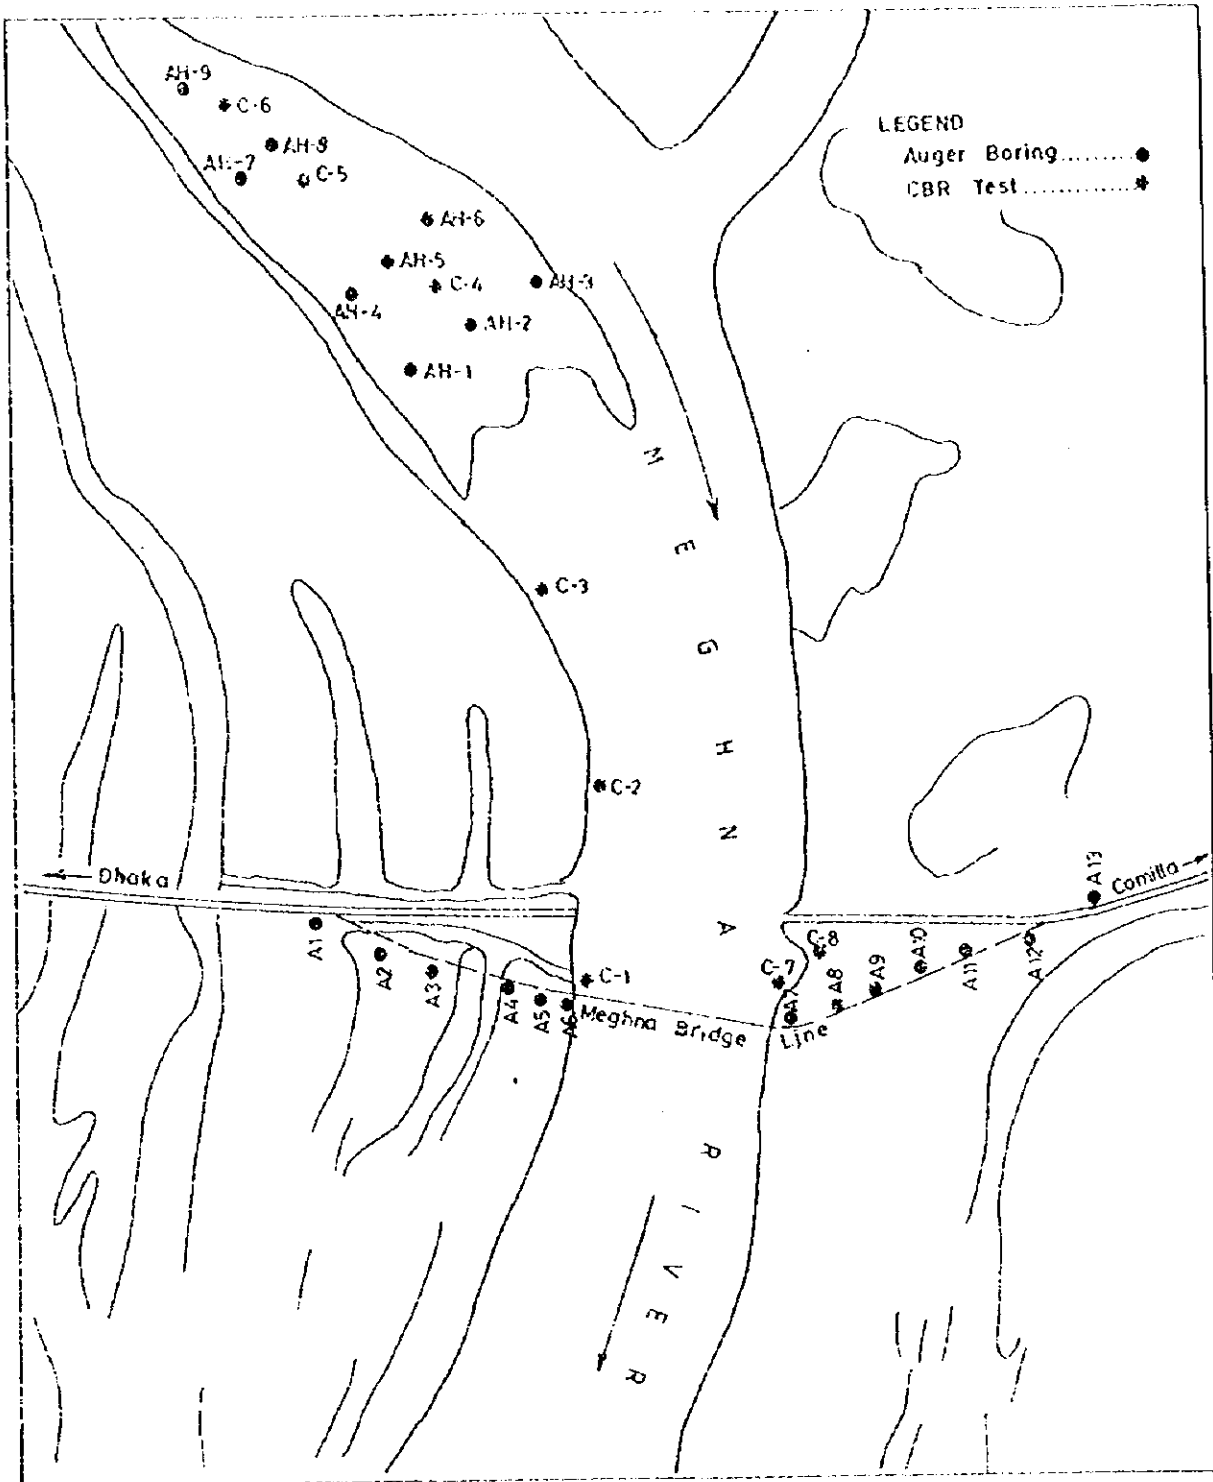 LEGEND
Auger Boring.........
CBR Test..............
AH-9
C-6
AH-8
AH-7
C-5
AH-6
AH-5
C-4
AH-3
AH-4
AH-2
AH-1
C-3
C-2
MEGHNA
Dhaka
Comilla
A13
A1
A2
A3
A4
A5
A6
C-1
C-7
C-8
A7
A8
A9
A10
A11
A12
Meghna Bridge Line
RIVER